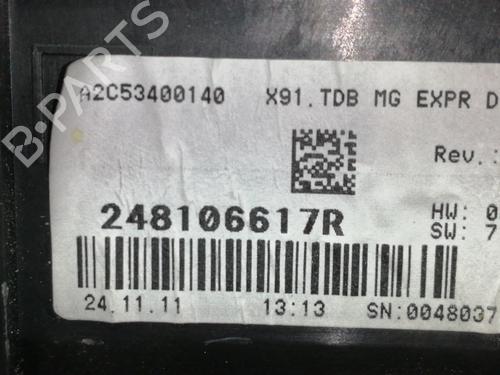 A2C53400140 X91.TDB MG EXPR D
Rev.:
248106617R
HW: 0
SW: 7
24.11.11 13:13 SN:0048037
B-PARTS